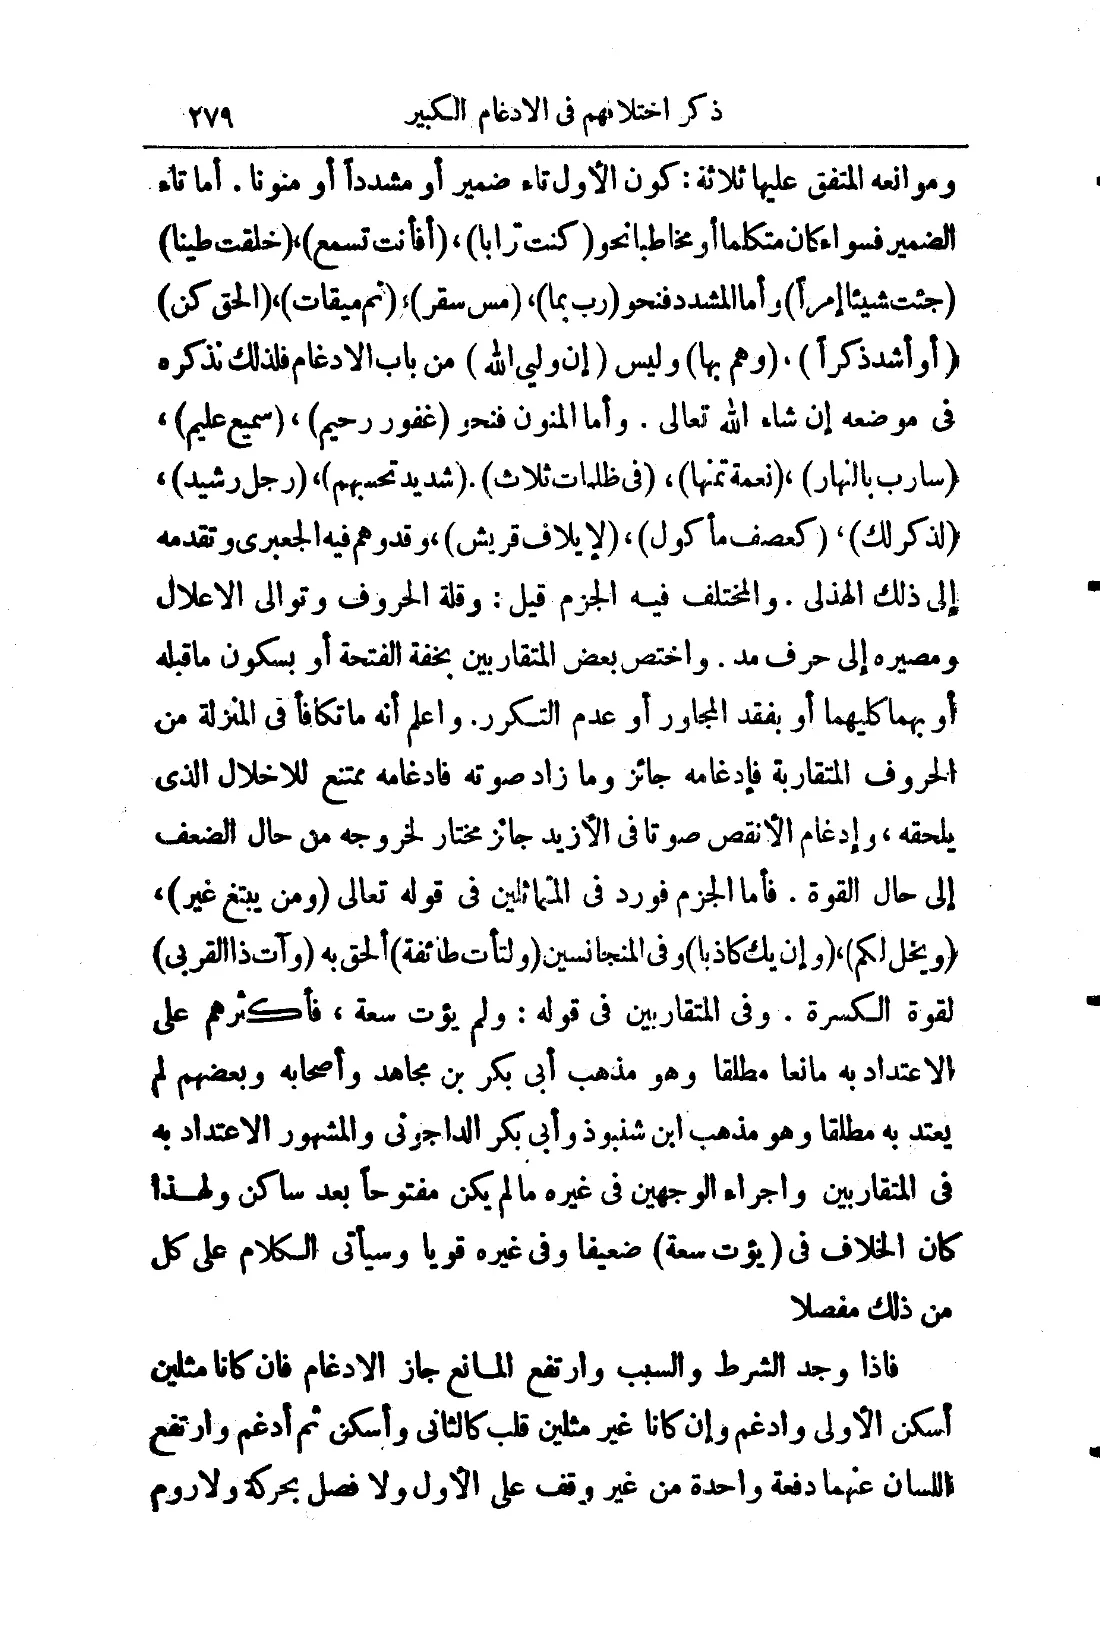 ذكر اختلافهم فى الادغام الكبير ٢٧٩
وموانعه المتفق عليها ثلاثة : كون الأول تاء ضمير أو مشدداً أو منونا . أما تاء
الضمير فسواء كان متكلما أو مخاطبا نحو (كنت ترابا)، (أفأنت تسمع)،(خلقت طينا)
(جئت شيئا إمراً) وأما المشدد فنحو (رب بما)، (مس سقر)، (تم ميقات)،(الحق كن)
(أو أشد ذكراً) ، (وهم بها) وليس (إن ولي الله) من باب الادغام فلذلك نذكره
فى موضعه إن شاء الله تعالى . وأما المنون فنحو (غفور رحيم) ، (سميع عليم) ،
(سارب بالنهار) ،(نعمة تمنها)، (فى ظلمات ثلاث) .(شديد تحسبهم)، (رجل رشيد) ،
(لذكر لك) ، (كعصف مأكول)، (لإيلاف قريش)،وقد وهم فيه الجعبرى وتقدمه
إلى ذلك الهذلى . والمختلف فيه الجزم قيل : وقلة الحروف وتوالى الاعلال
ومصيره إلى حرف مد . واختص بعض المتقاربين بخفة الفتحة أو بسكون ماقبله
أو بهما كليهما أو بفقد المجاور أو عدم التكرر. واعلم أنه ما تكافأ فى المنزلة من
الحروف المتقاربة فإدغامه جائز وما زاد صوته فادغامه ممتنع للاخلال الذى
يلحقه ، وإدغام الأنقص صوتا فى الأزيد جائز مختار لخروجه من حال الضعف
إلى حال القوة . فأما الجزم فورد فى المتماثلين فى قوله تعالى (ومن يبتغ غير)،
(ويخل لكم)،(وإن يك كاذبا) وفى المتجانسين (ولتأت طائفة) ألحق به (وآت ذا القربى)
لقوة الكسرة . وفى المتقاربين فى قوله : ولم يؤت سعة ، فأكثرهم على
الاعتداد به مانعا مطلقا وهو مذهب أبى بكر بن مجاهد وأصحابه وبعضهم لم
يعتد به مطلقا وهو مذهب ابن شنبوذ وأبى بكر الداجونى والمشهور الاعتداد به
فى المتقاربين واجراء الوجهين فى غيره ما لم يكن مفتوحاً بعد ساكن ولهذا
كان الخلاف فى (يؤت سعة) ضعيفا وفى غيره قويا وسيأتى الكلام على كل
من ذلك مفصلا
فاذا وجد الشرط والسبب وارتفع المانع جاز الادغام فان كانا مثلين
أسكن الأولى وادغم وإن كانا غير مثلين قلب كالثانى وأسكن ثم أدغم وارتفع
اللسان عنهما دفعة واحدة من غير وقف على الأول ولا فصل بحركة ولا روم